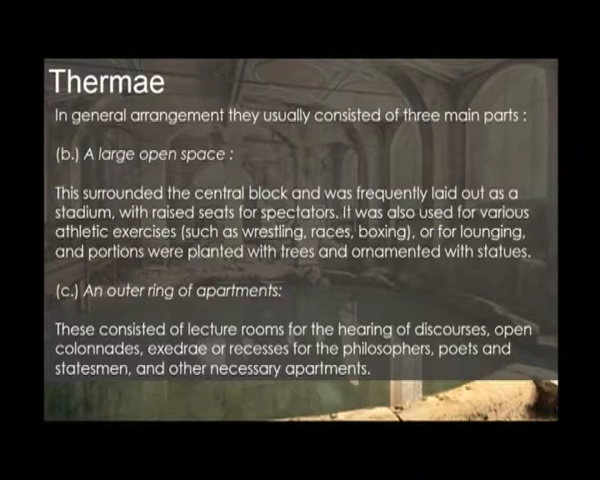 Thermae
In general arrangement they usually consisted of three main parts :
(b.) A large open space :
This surrounded the central block and was frequently laid out as a
stadium, with raised seats for spectators. It was also used for various
athletic exercises (such as wrestling, races, boxing), or for lounging,
and portions were planted with trees and ornamented with statues.
(c.) An outer ring of apartments:
These consisted of lecture rooms for the hearing of discourses, open
colonnades, exedrae or recesses for the philosophers, poets and
statesmen, and other necessary apartments.